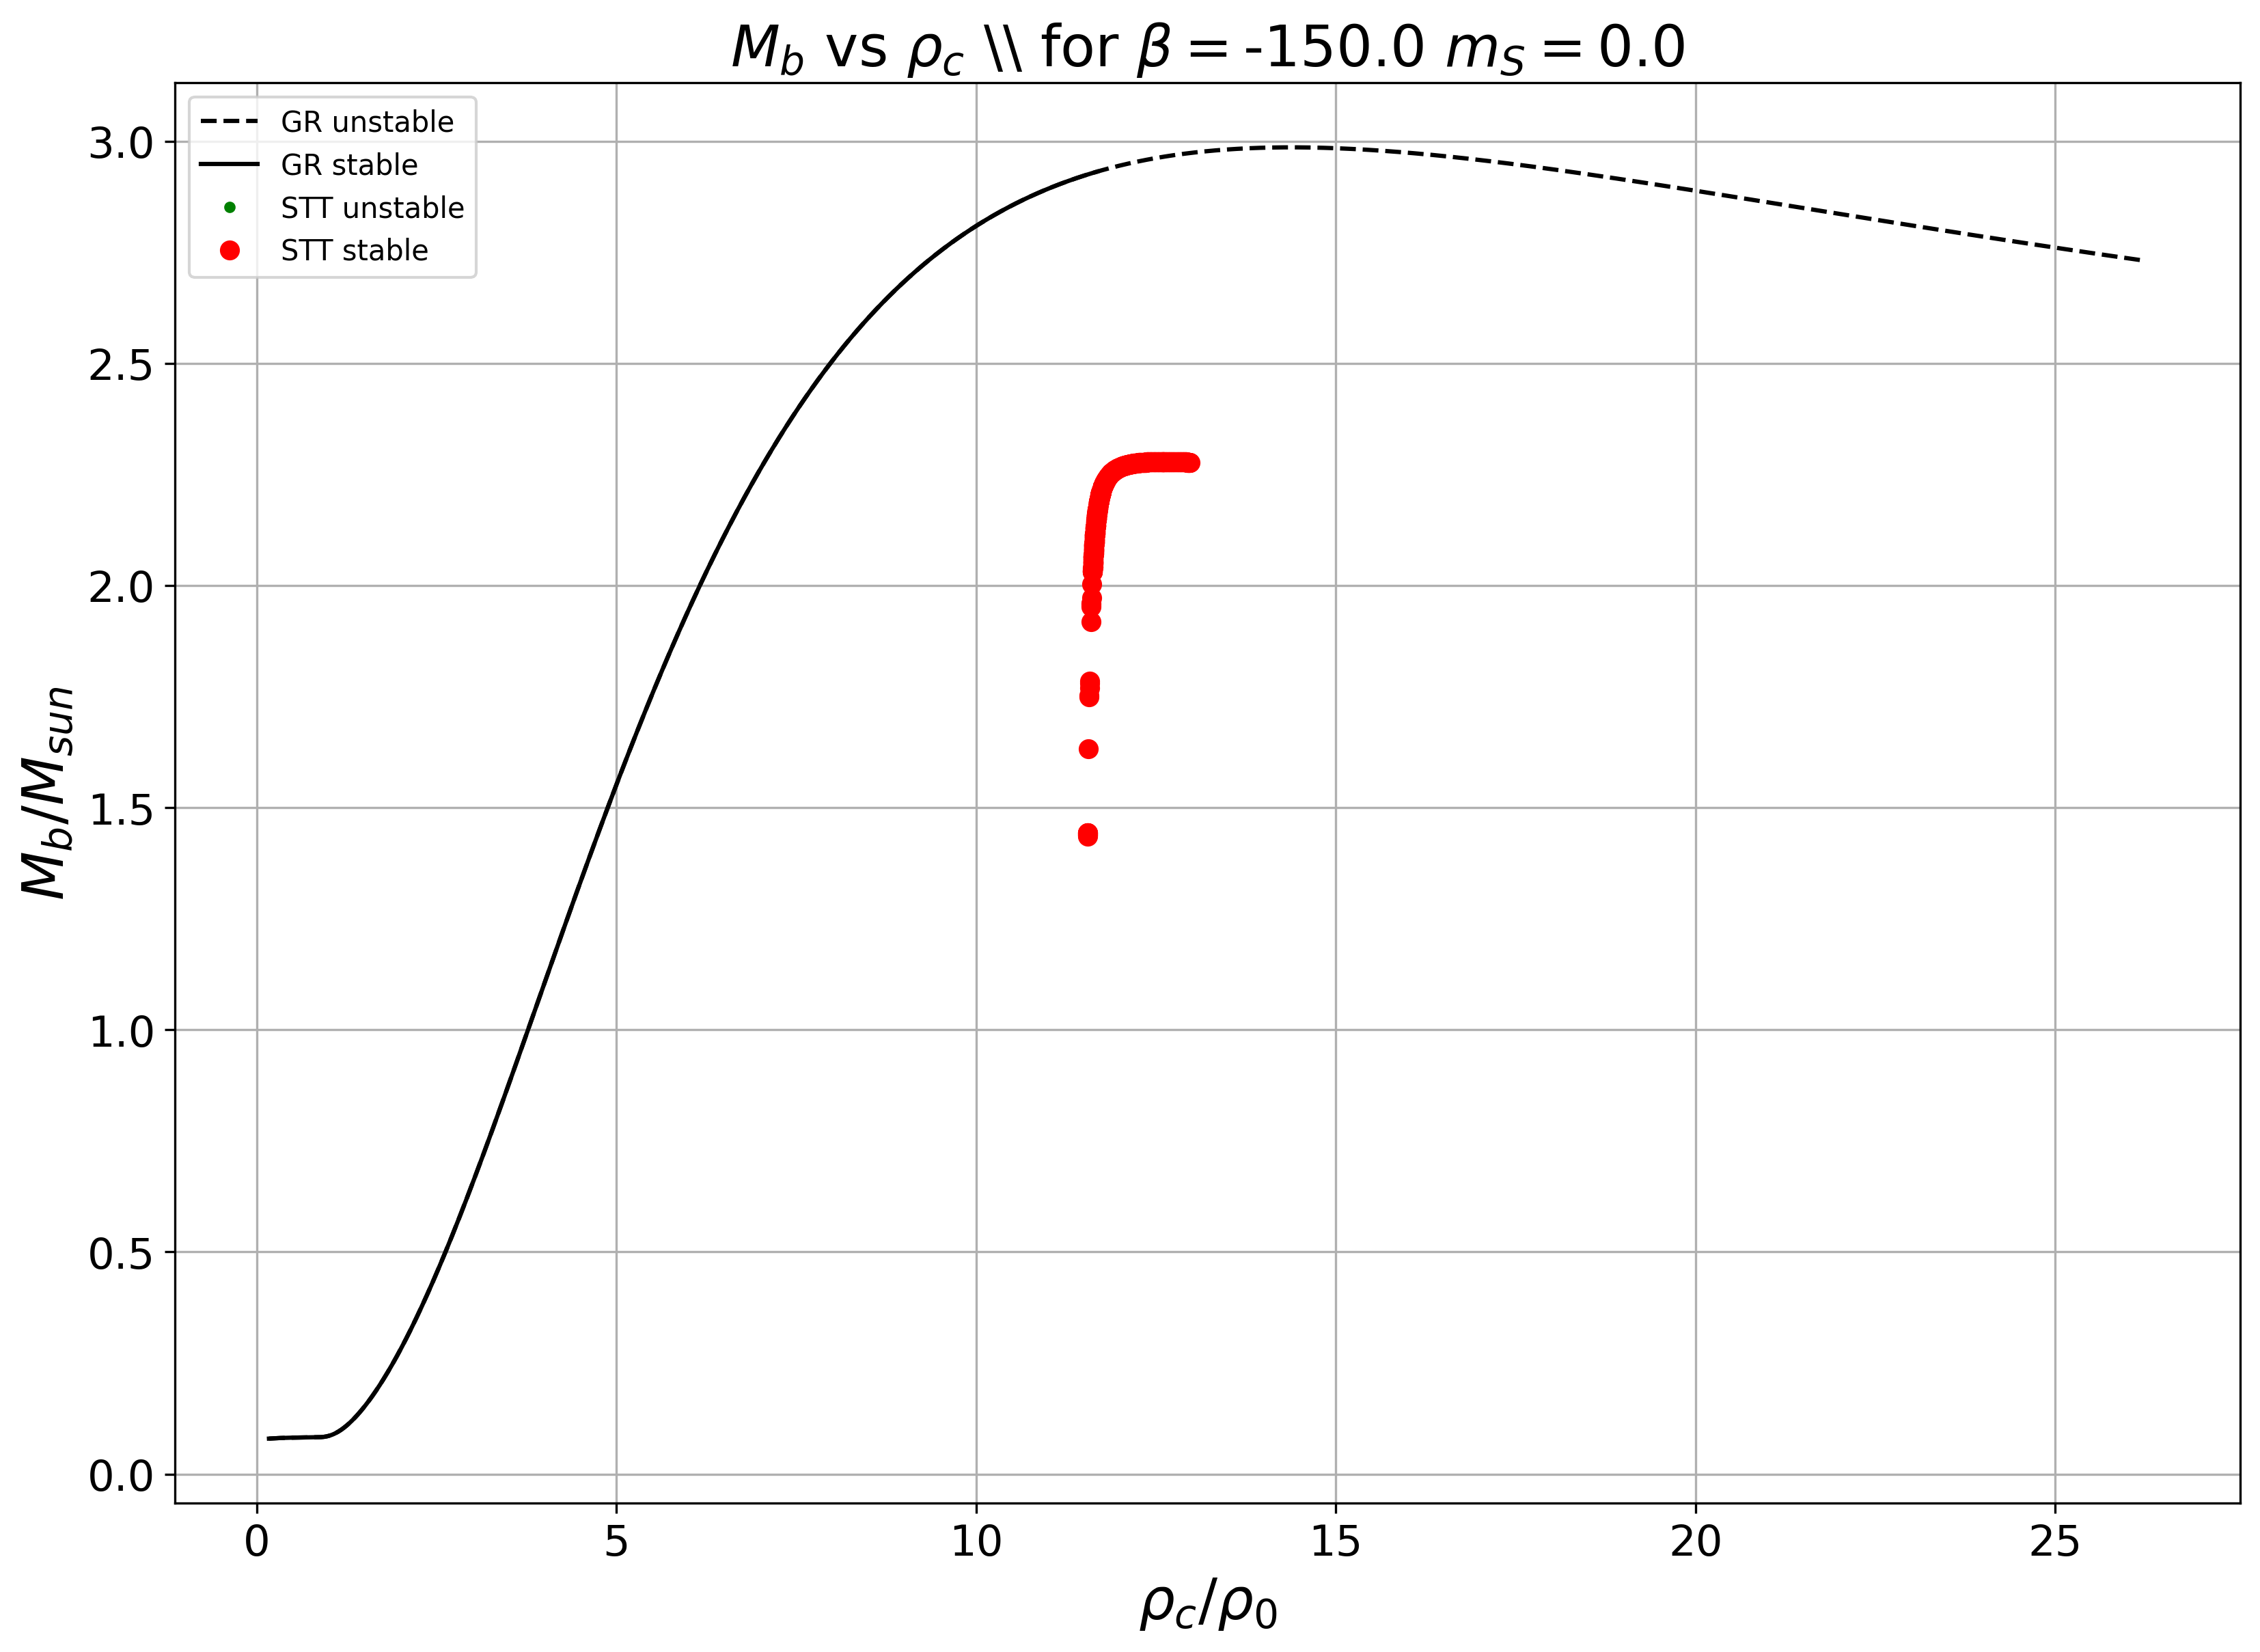 M_b vs ρ_c \\ for β = -150.0 m_S = 0.0
GR unstable
GR stable
STT unstable
STT stable
3.0
2.5
2.0
1.5
1.0
0.5
0.0
M_b/M_sun
0 5 10 15 20 25
ρ_c/ρ_0